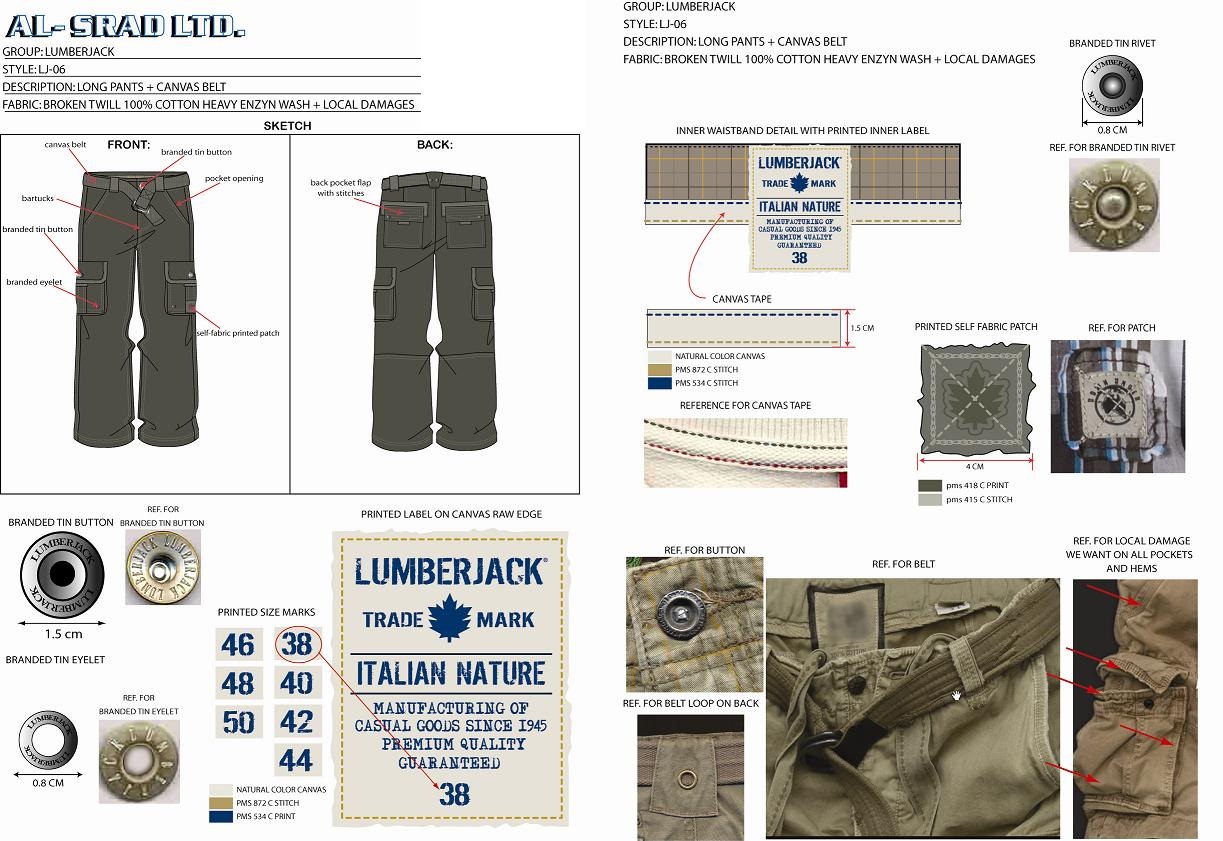 AL-SRAD LTD.
GROUP: LUMBERJACK
STYLE: LJ-06
DESCRIPTION: LONG PANTS + CANVAS BELT
FABRIC: BROKEN TWILL 100% COTTON HEAVY ENZYN WASH + LOCAL DAMAGES
SKETCH
FRONT:
canvas belt
branded tin button
pocket opening
bartucks
branded tin button
branded eyelet
self-fabric printed patch
BACK:
back pocket flap
with stitches
BRANDED TIN BUTTON
LUMBERJACK
LUMBERJACK
1.5 cm
REF. FOR
BRANDED TIN BUTTON
LUMBERJACK LUMBERJACK
BRANDED TIN EYELET
LUMBERJACK
LUMBERJACK
0.8 CM
REF. FOR
BRANDED TIN EYELET
PRINTED SIZE MARKS
46
38
48
40
50
42
44
NATURAL COLOR CANVAS
PMS 872 C STITCH
PMS 534 C PRINT
PRINTED LABEL ON CANVAS RAW EDGE
LUMBERJACK®
TRADE MARK
ITALIAN NATURE
MANUFACTURING OF
CASUAL GOODS SINCE 1945
PREMIUM QUALITY
GUARANTEED
38
GROUP: LUMBERJACK
STYLE: LJ-06
DESCRIPTION: LONG PANTS + CANVAS BELT
FABRIC: BROKEN TWILL 100% COTTON HEAVY ENZYN WASH + LOCAL DAMAGES
BRANDED TIN RIVET
LUMBERJACK
LUMBERJACK
0.8 CM
REF. FOR BRANDED TIN RIVET
INNER WAISTBAND DETAIL WITH PRINTED INNER LABEL
LUMBERJACK
TRADE MARK
ITALIAN NATURE
MANUFACTURING OF
CASUAL GOODS SINCE 1945
PREMIUM QUALITY
GUARANTEED
38
CANVAS TAPE
1.5 CM
NATURAL COLOR CANVAS
PMS 872 C STITCH
PMS 534 C STITCH
REFERENCE FOR CANVAS TAPE
PRINTED SELF FABRIC PATCH
4 CM
pms 418 C PRINT
pms 415 C STITCH
REF. FOR PATCH
REF. FOR BUTTON
REF. FOR BELT LOOP ON BACK
REF. FOR BELT
REF. FOR LOCAL DAMAGE
WE WANT ON ALL POCKETS
AND HEMS